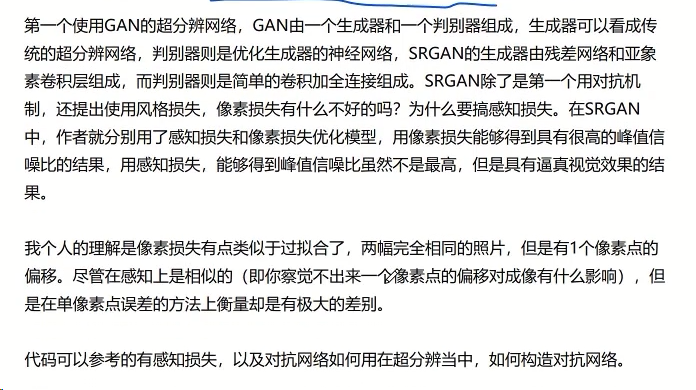 第一个使用GAN的超分辨网络，GAN由一个生成器和一个判别器组成，生成器可以看成传
统的超分辨网络，判别器则是优化生成器的神经网络，SRGAN的生成器由残差网络和亚象
素卷积层组成，而判别器则是简单的卷积加全连接组成。SRGAN除了是第一个用对抗机
制，还提出使用风格损失，像素损失有什么不好的吗？为什么要搞感知损失。在SRGAN
中，作者就分别用了感知损失和像素损失优化模型，用像素损失能够得到具有很高的峰值信
噪比的结果，用感知损失，能够得到峰值信噪比虽然不是最高，但是具有逼真视觉效果的结
果。
我个人的理解是像素损失有点类似于过拟合了，两幅完全相同的照片，但是有1个像素点的
偏移。尽管在感知上是相似的（即你察觉不出来一个像素点的偏移对成像有什么影响），但
是在单像素点误差的方法上衡量却是有极大的差别。
代码可以参考的有感知损失，以及对抗网络如何用在超分辨当中，如何构造对抗网络。